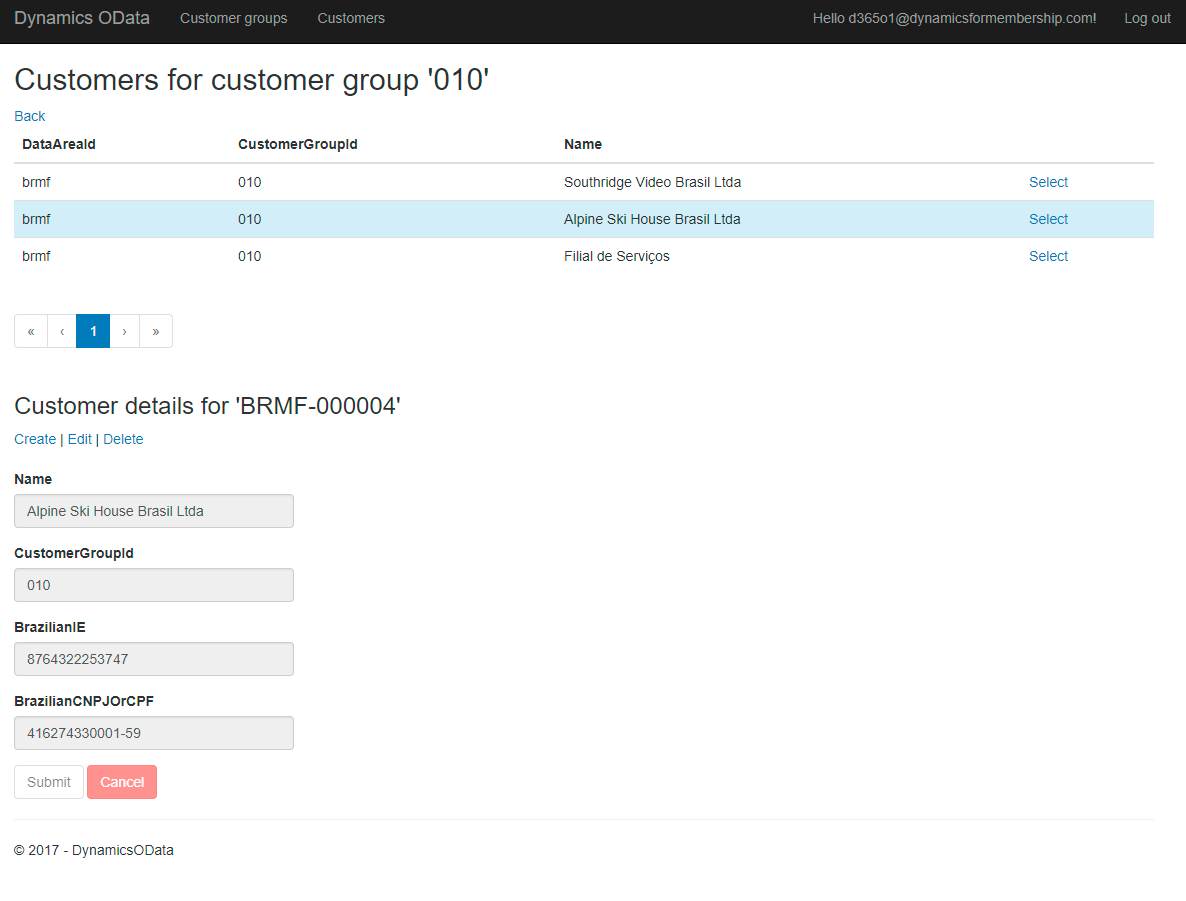 Dynamics OData Customer groups Customers Hello d365o1@dynamicsformembership.com! Log out
Customers for customer group '010'
Back
DataAreaId CustomerGroupId Name
brmf 010 Southridge Video Brasil Ltda Select
brmf 010 Alpine Ski House Brasil Ltda Select
brmf 010 Filial de Serviços Select
« ‹ 1 › »
Customer details for 'BRMF-000004'
Create | Edit | Delete
Name
Alpine Ski House Brasil Ltda
CustomerGroupId
010
BrazilianIE
8764322253747
BrazilianCNPJOrCPF
416274330001-59
Submit Cancel
© 2017 - DynamicsOData